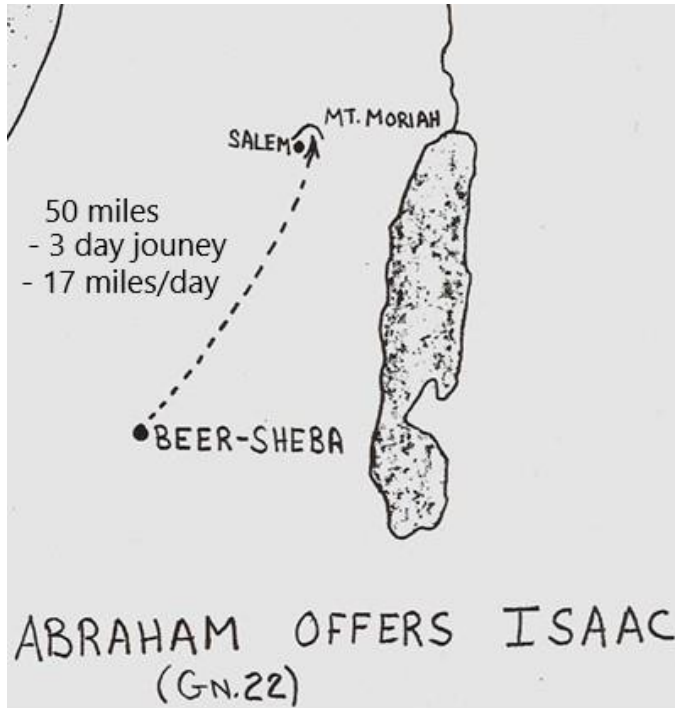 MT. MORIAH
SALEM
50 miles
- 3 day jouney
- 17 miles/day
BEER-SHEBA
ABRAHAM OFFERS ISAAC
(GN.22)